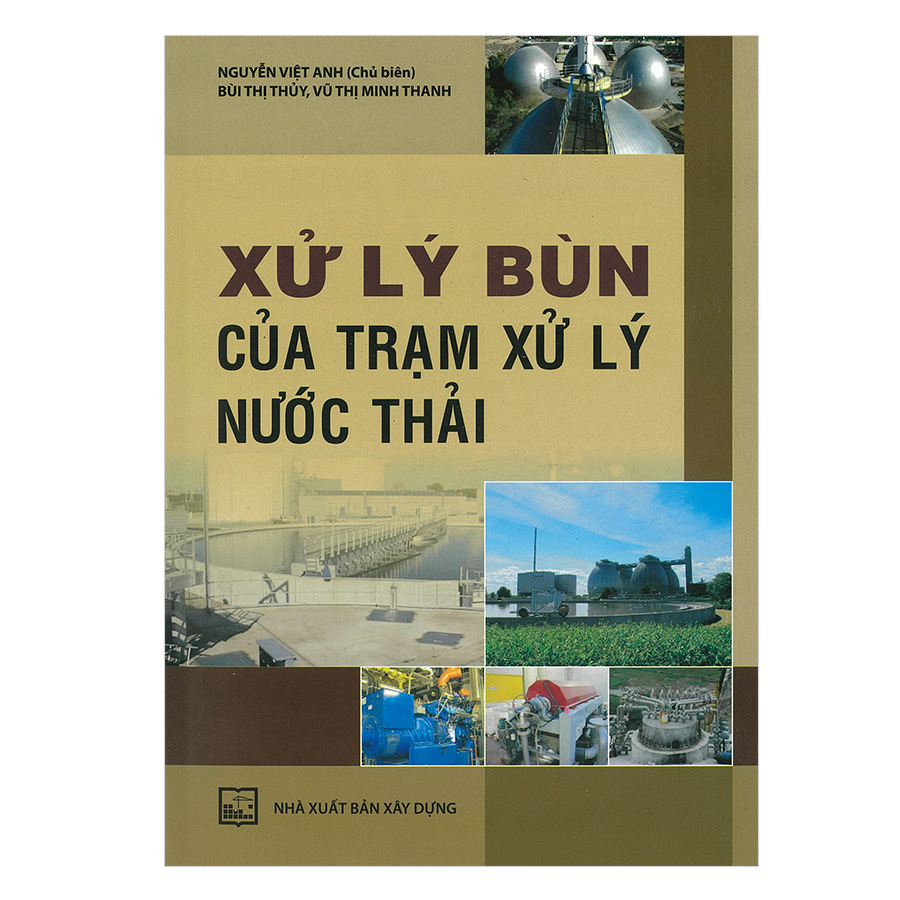 NGUYỄN VIỆT ANH (Chủ biên)
BÙI THỊ THỦY, VŨ THỊ MINH THANH
XỬ LÝ BÙN
CỦA TRẠM XỬ LÝ
NƯỚC THẢI
NHÀ XUẤT BẢN XÂY DỰNG